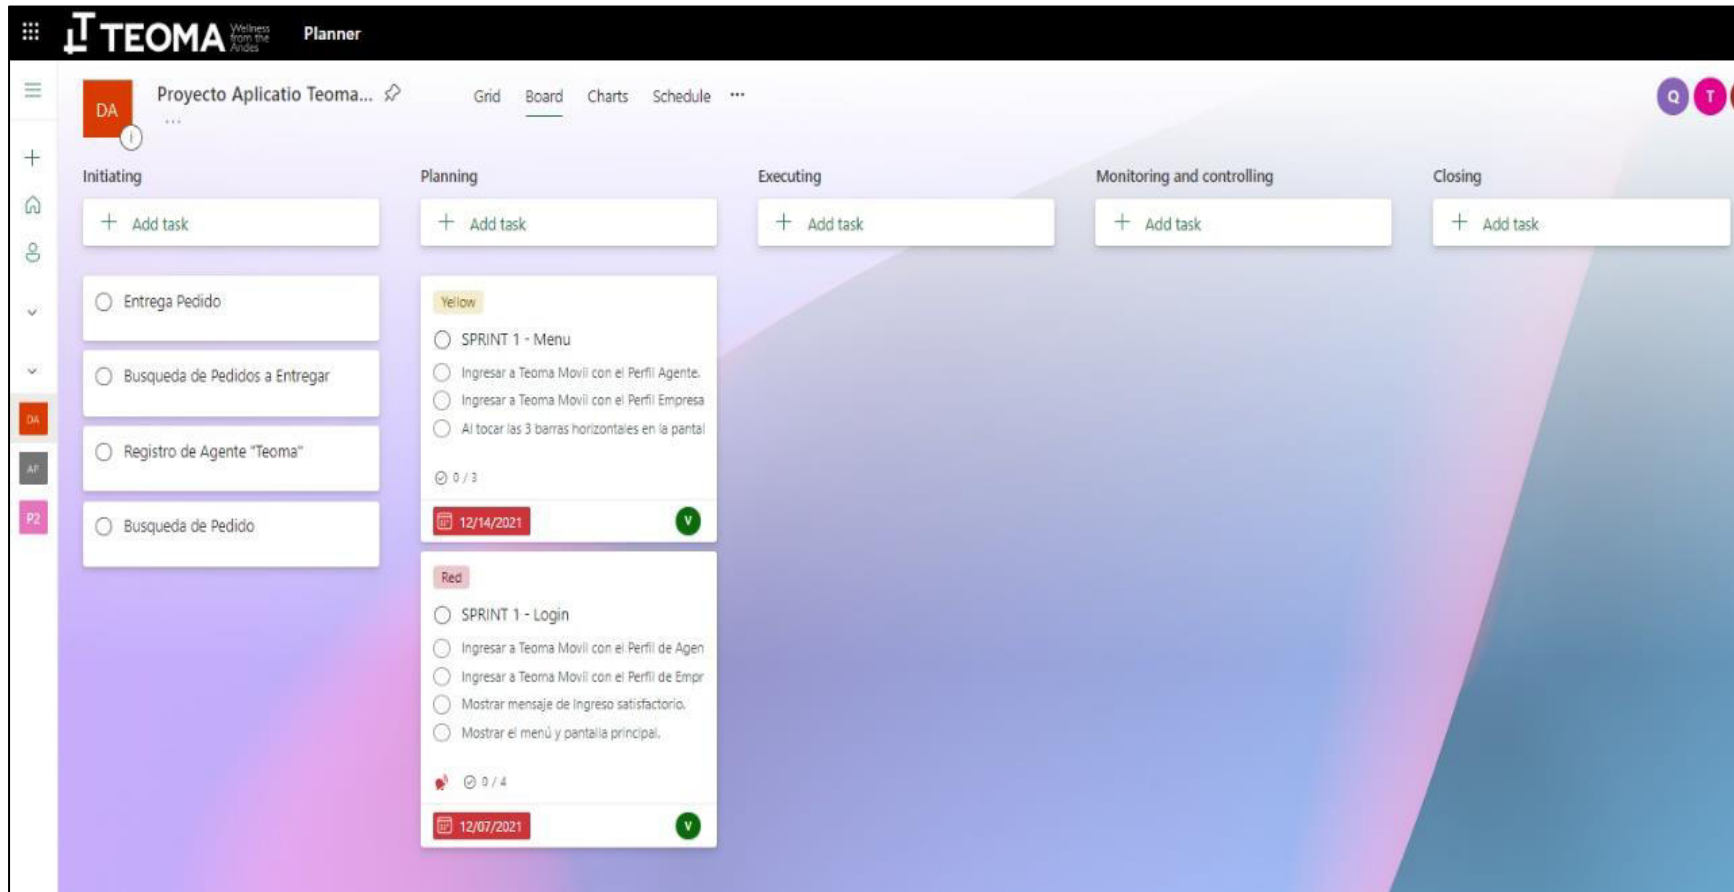 TEOMA Wellness from the Andes
Planner
DA
Proyecto Aplicatio Teoma...
...
Grid Board Charts Schedule ...
Q T
Initiating
Add task
Entrega Pedido
Busqueda de Pedidos a Entregar
Registro de Agente "Teoma"
Busqueda de Pedido
Planning
Add task
Yellow
SPRINT 1 - Menu
Ingresar a Teoma Movil con el Perfil Agente.
Ingresar a Teoma Movil con el Perfil Empresa
Al tocar las 3 barras horizontales en la pantal
0 / 3
12/14/2021 V
Red
SPRINT 1 - Login
Ingresar a Teoma Movil con el Perfil de Agen
Ingresar a Teoma Movil con el Perfil de Empr
Mostrar mensaje de Ingreso satisfactorio.
Mostrar el menú y pantalla principal.
0 / 4
12/07/2021 V
Executing
Add task
Monitoring and controlling
Add task
Closing
Add task
DA
AF
P2